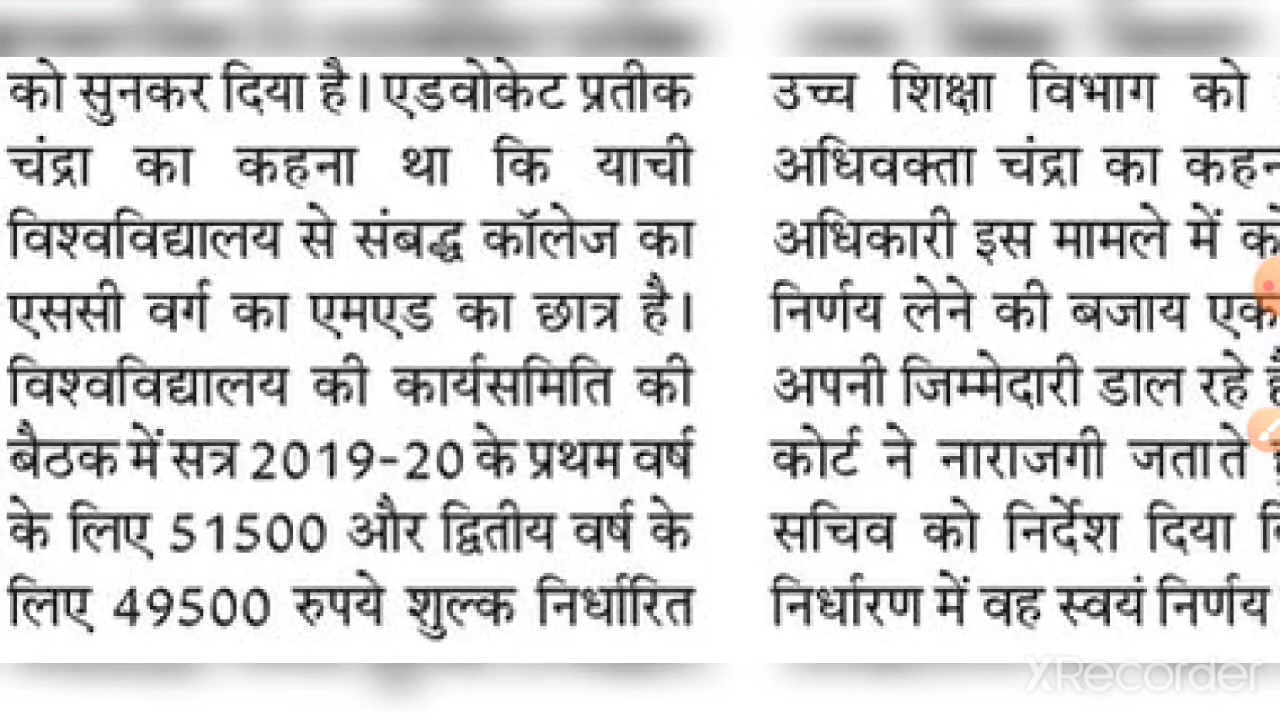 को सुनकर दिया है। एडवोकेट प्रतीक
चंद्रा का कहना था कि याची
विश्वविद्यालय से संबद्ध कॉलेज का
एससी वर्ग का एमएड का छात्र है।
विश्वविद्यालय की कार्यसमिति की
बैठक में सत्र 2019-20 के प्रथम वर्ष
के लिए 51500 और द्वितीय वर्ष के
लिए 49500 रुपये शुल्क निर्धारित
उच्च शिक्षा विभाग को
अधिवक्ता चंद्रा का
अधिकारी इस मामले में
निर्णय लेने की बजाय एक
अपनी जिम्मेदारी डाल रहे
कोर्ट ने नाराजगी जताते
सचिव को निर्देश दिया
निर्धारण में वह स्वयं निर्णय
XRecorder